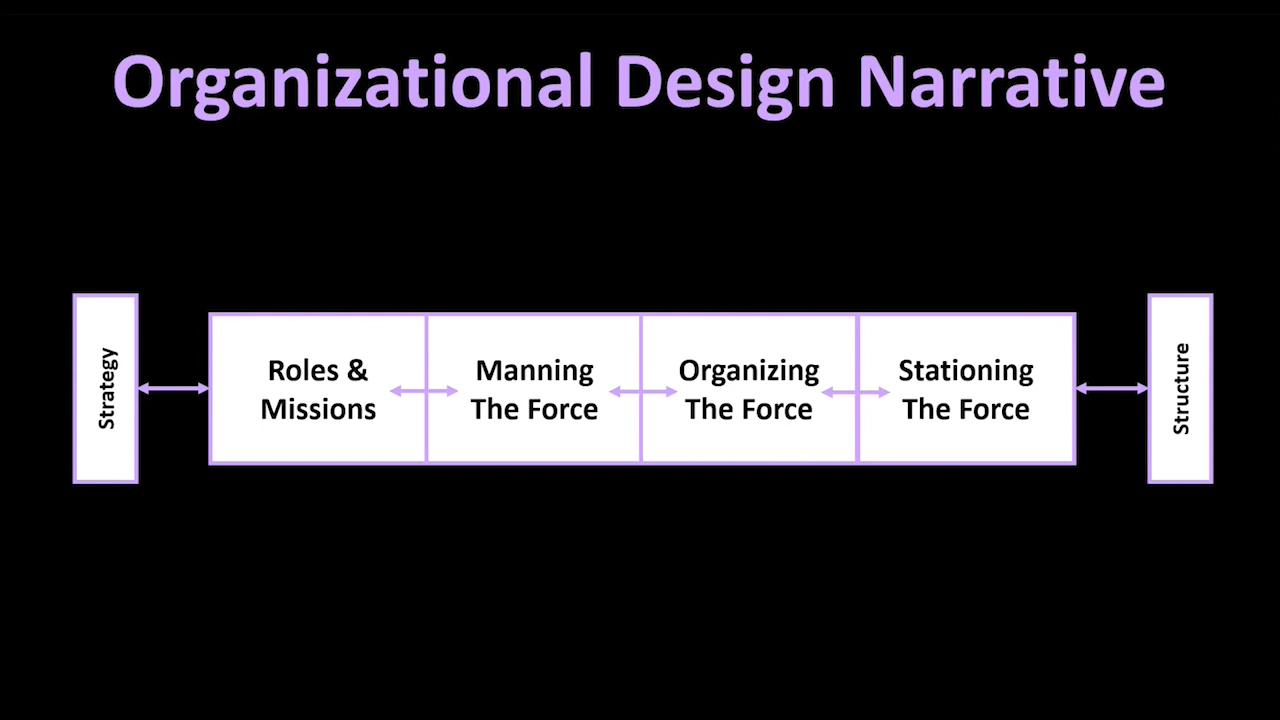 Organizational Design Narrative
Strategy
Roles &
Missions
Manning
The Force
Organizing
The Force
Stationing
The Force
Structure